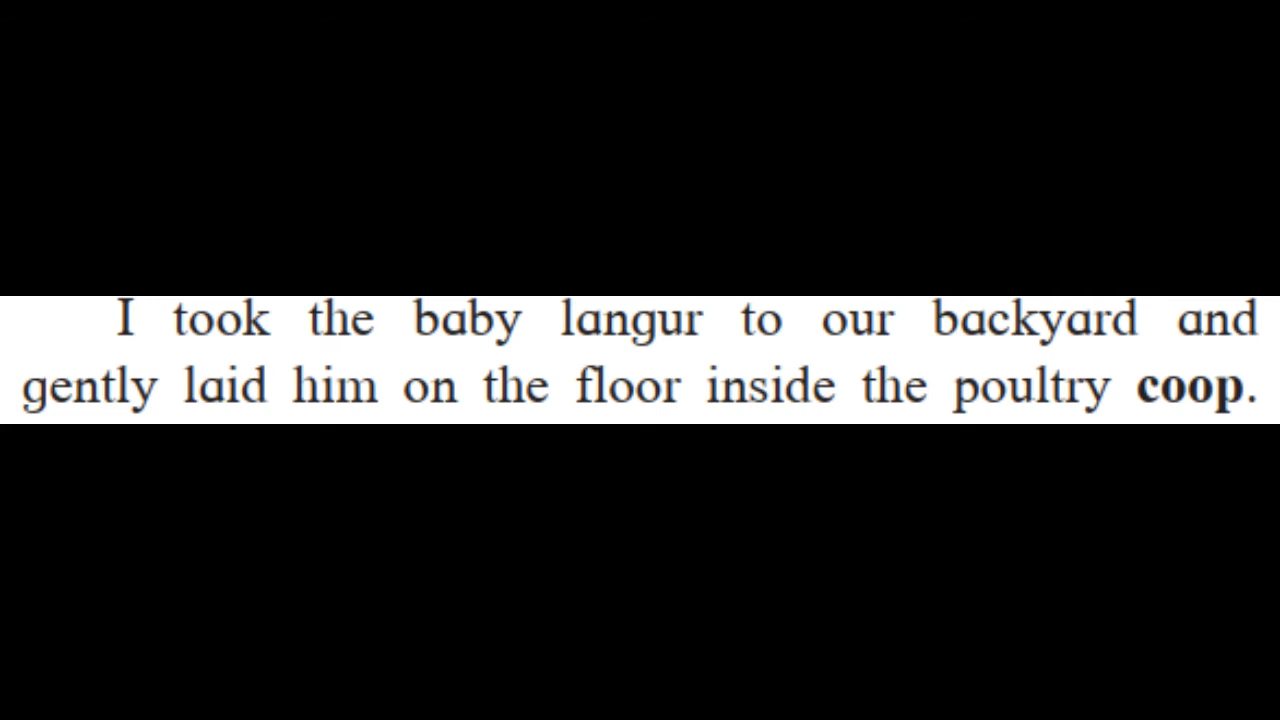 I took the baby langur to our backyard and
gently laid him on the floor inside the poultry coop.